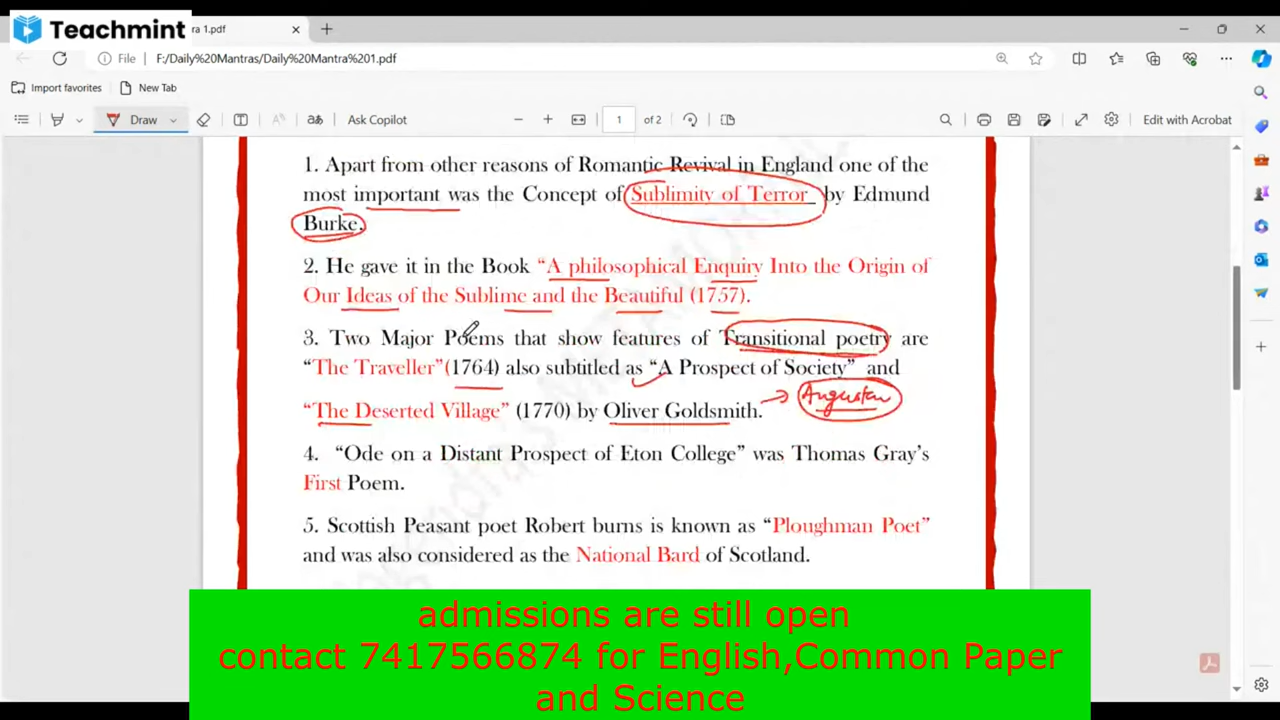 Teachmint
ra 1.pdf
File
F:/Daily%20Mantras/Daily%20Mantra%201.pdf
Import favorites
New Tab
Draw
aあ
Ask Copilot
1
of 2
Edit with Acrobat
1. Apart from other reasons of Romantic Revival in England one of the
most important was the Concept of Sublimity of Terror_ by Edmund
Burke.
2. He gave it in the Book “A philosophical Enquiry Into the Origin of
Our Ideas of the Sublime and the Beautiful (1757).
3. Two Major Poems that show features of Transitional poetry are
“The Traveller”(1764) also subtitled as “A Prospect of Society” and
Augustan
“The Deserted Village” (1770) by Oliver Goldsmith.
4. “Ode on a Distant Prospect of Eton College” was Thomas Gray’s
First Poem.
5. Scottish Peasant poet Robert burns is known as “Ploughman Poet”
and was also considered as the National Bard of Scotland.
admissions are still open
contact 7417566874 for English,Common Paper
and Science